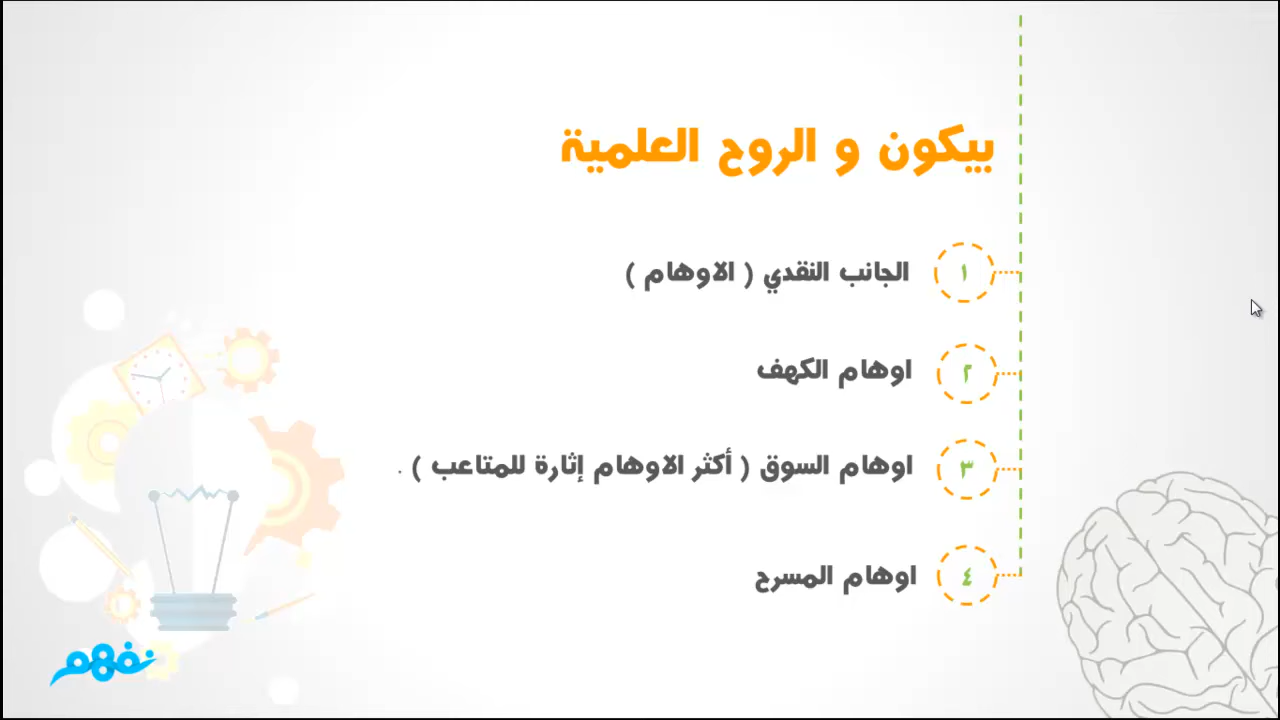 بيكون و الروح العلمية
١ الجانب النقدي ( الاوهام )
٢ اوهام الكهف
٣ اوهام السوق ( أكثر الاوهام إثارة للمتاعب ) .
٤ اوهام المسرح
نفهم